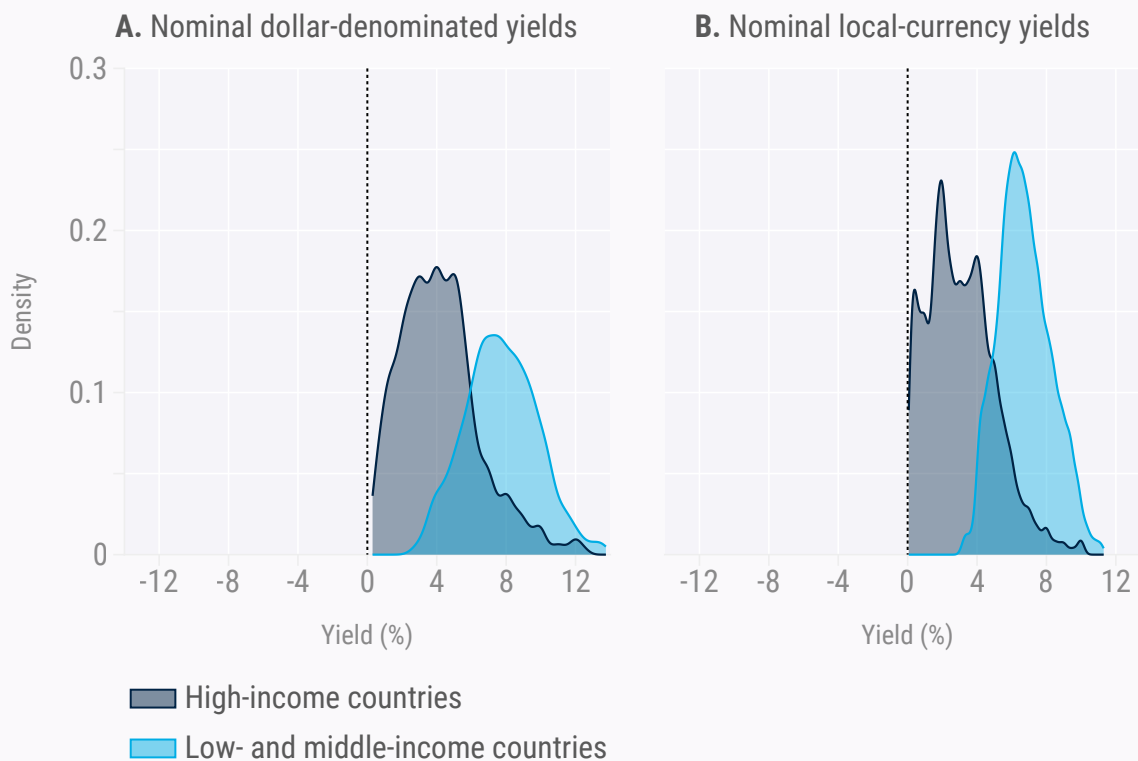 A. Nominal dollar-denominated yields
B. Nominal local-currency yields
0.3
0.2
0.1
0
Density
-12 -8 -4 0 4 8 12
-12 -8 -4 0 4 8 12
Yield (%)
Yield (%)
High-income countries
Low- and middle-income countries